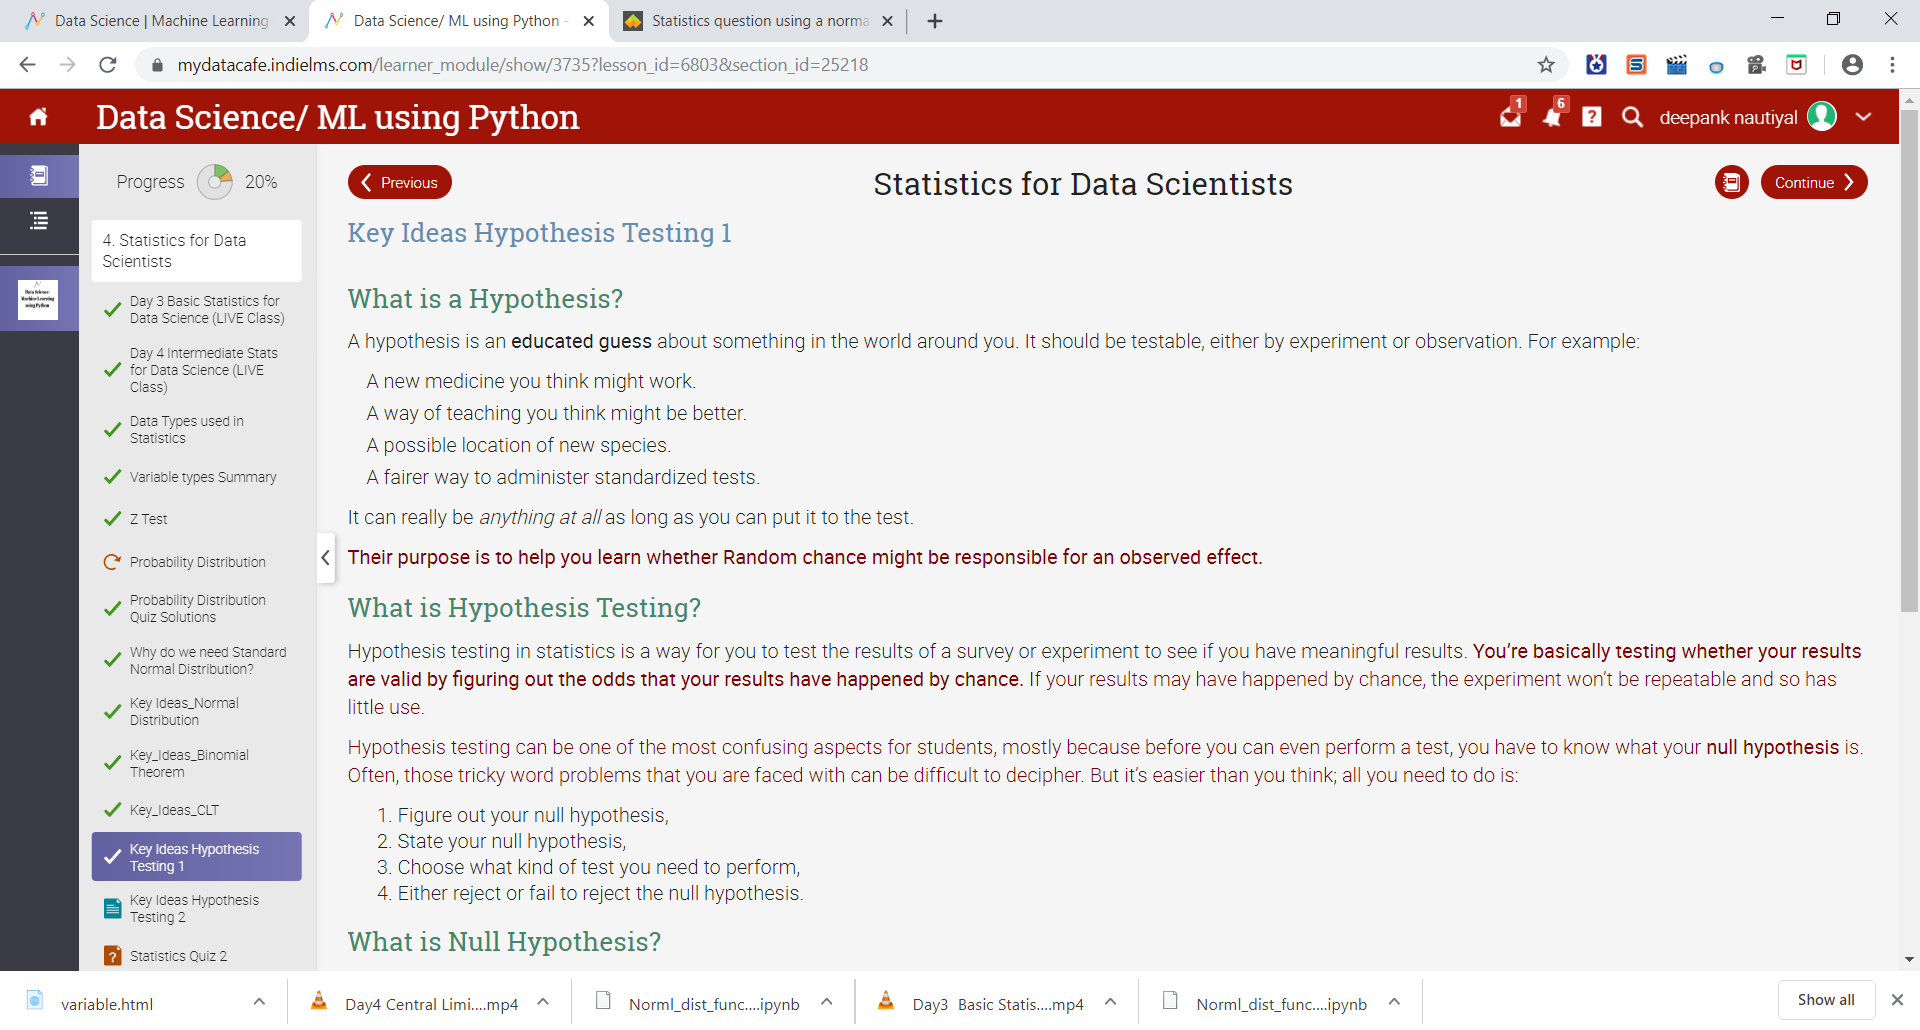 Data Science | Machine Learning
Data Science/ ML using Python -
Statistics question using a norma
mydatacafe.indielms.com/learner_module/show/3735?lesson_id=6803&section_id=25218
Data Science/ ML using Python
1
6
deepank nautiyal
Progress
20%
Previous
Statistics for Data Scientists
Continue
4. Statistics for Data
Scientists
Day 3 Basic Statistics for
Data Science (LIVE Class)
Day 4 Intermediate Stats
for Data Science (LIVE
Class)
Data Types used in
Statistics
Variable types Summary
Z Test
Probability Distribution
Probability Distribution
Quiz Solutions
Why do we need Standard
Normal Distribution?
Key Ideas_Normal
Distribution
Key_Ideas_Binomial
Theorem
Key_Ideas_CLT
Key Ideas Hypothesis
Testing 1
Key Ideas Hypothesis
Testing 2
Statistics Quiz 2
Key Ideas Hypothesis Testing 1
What is a Hypothesis?
A hypothesis is an educated guess about something in the world around you. It should be testable, either by experiment or observation. For example:
A new medicine you think might work.
A way of teaching you think might be better.
A possible location of new species.
A fairer way to administer standardized tests.
It can really be anything at all as long as you can put it to the test.
Their purpose is to help you learn whether Random chance might be responsible for an observed effect.
What is Hypothesis Testing?
Hypothesis testing in statistics is a way for you to test the results of a survey or experiment to see if you have meaningful results. You’re basically testing whether your results
are valid by figuring out the odds that your results have happened by chance. If your results may have happened by chance, the experiment won’t be repeatable and so has
little use.
Hypothesis testing can be one of the most confusing aspects for students, mostly because before you can even perform a test, you have to know what your null hypothesis is.
Often, those tricky word problems that you are faced with can be difficult to decipher. But it’s easier than you think; all you need to do is:
1. Figure out your null hypothesis,
2. State your null hypothesis,
3. Choose what kind of test you need to perform,
4. Either reject or fail to reject the null hypothesis.
What is Null Hypothesis?
variable.html
Day4 Central Limi....mp4
Norml_dist_func....ipynb
Day3 Basic Statis....mp4
Norml_dist_func....ipynb
Show all